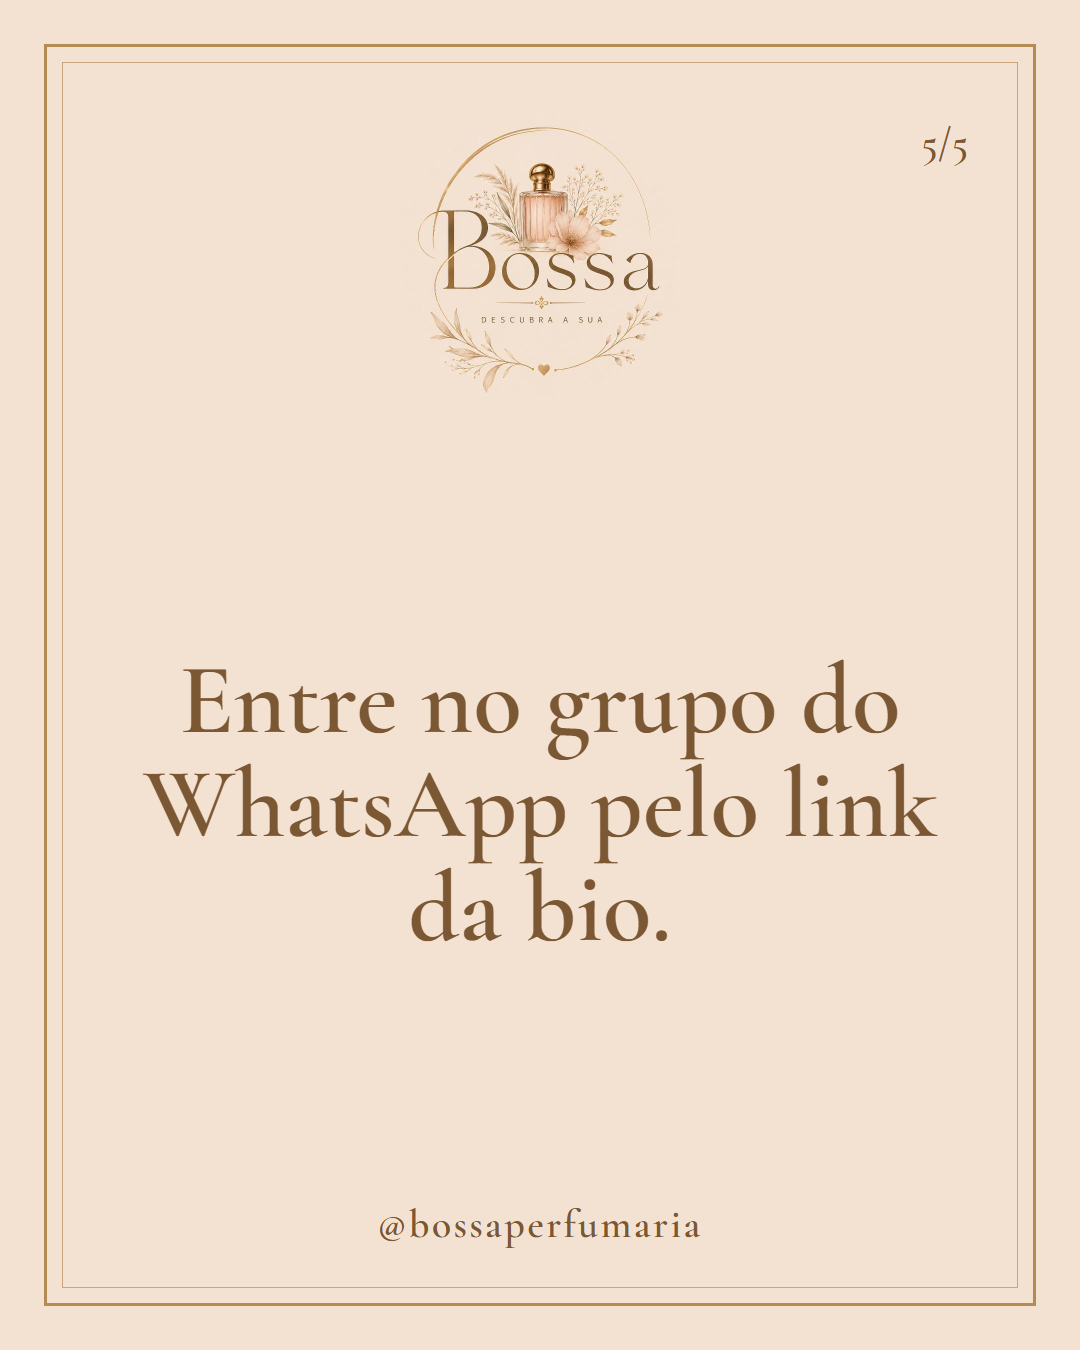 5/5
Bossa
DESCUBRA A SUA
Entre no grupo do
WhatsApp pelo link
da bio.
@bossaperfumaria